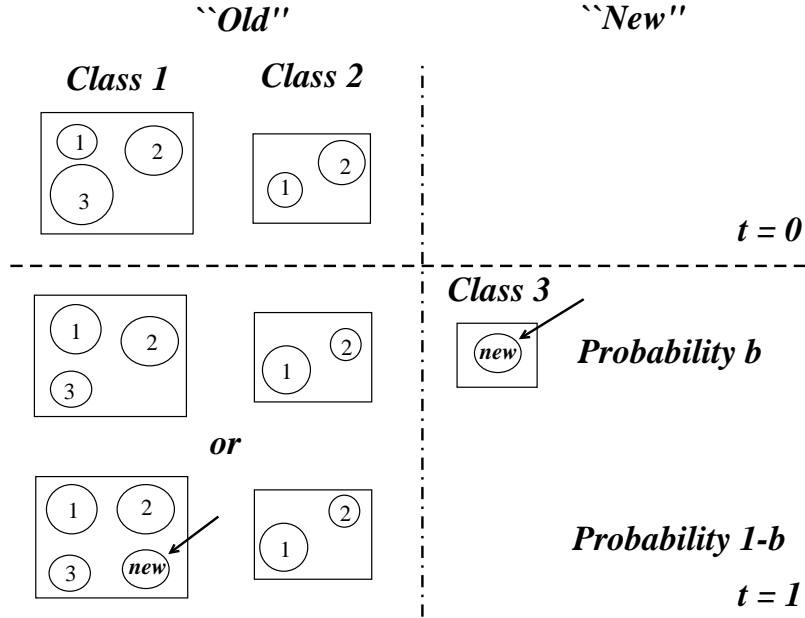 ``Old'' ``New''
Class 1 Class 2
1 2 3
1 2
t = 0
Class 3
1 2 3
1 2
new
Probability b
or
1 2 3 new
1 2
Probability 1-b
t = 1